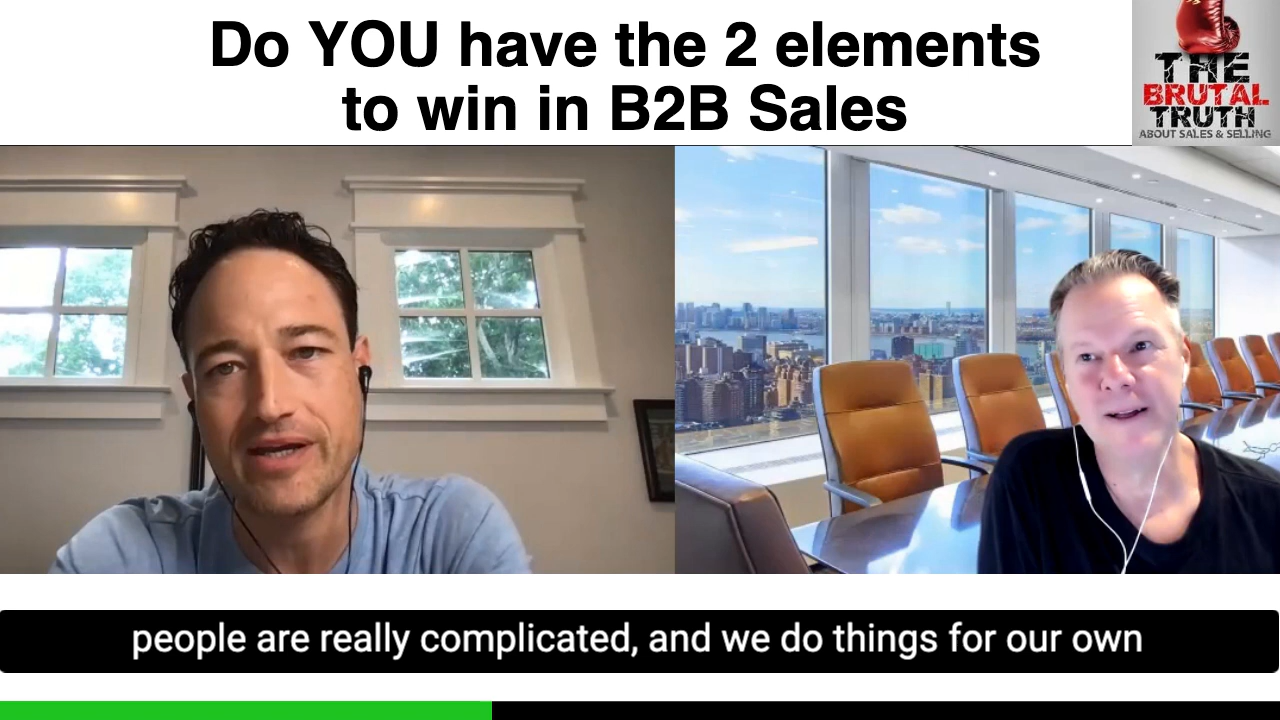 Do YOU have the 2 elements
to win in B2B Sales
THE
BRUTAL
TRUTH
ABOUT SALES & SELLING
people are really complicated, and we do things for our own